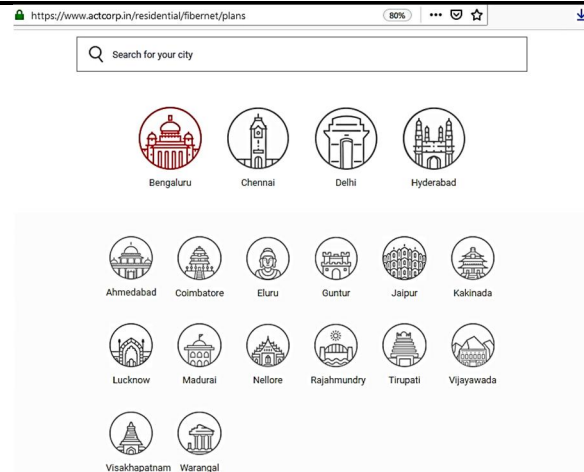 https://www.actcorp.in/residential/fibernet/plans 80%
Search for your city
Bengaluru Chennai Delhi Hyderabad
Ahmedabad Coimbatore Eluru Guntur Jaipur Kakinada
Lucknow Madurai Nellore Rajahmundry Tirupati Vijayawada
Visakhapatnam Warangal